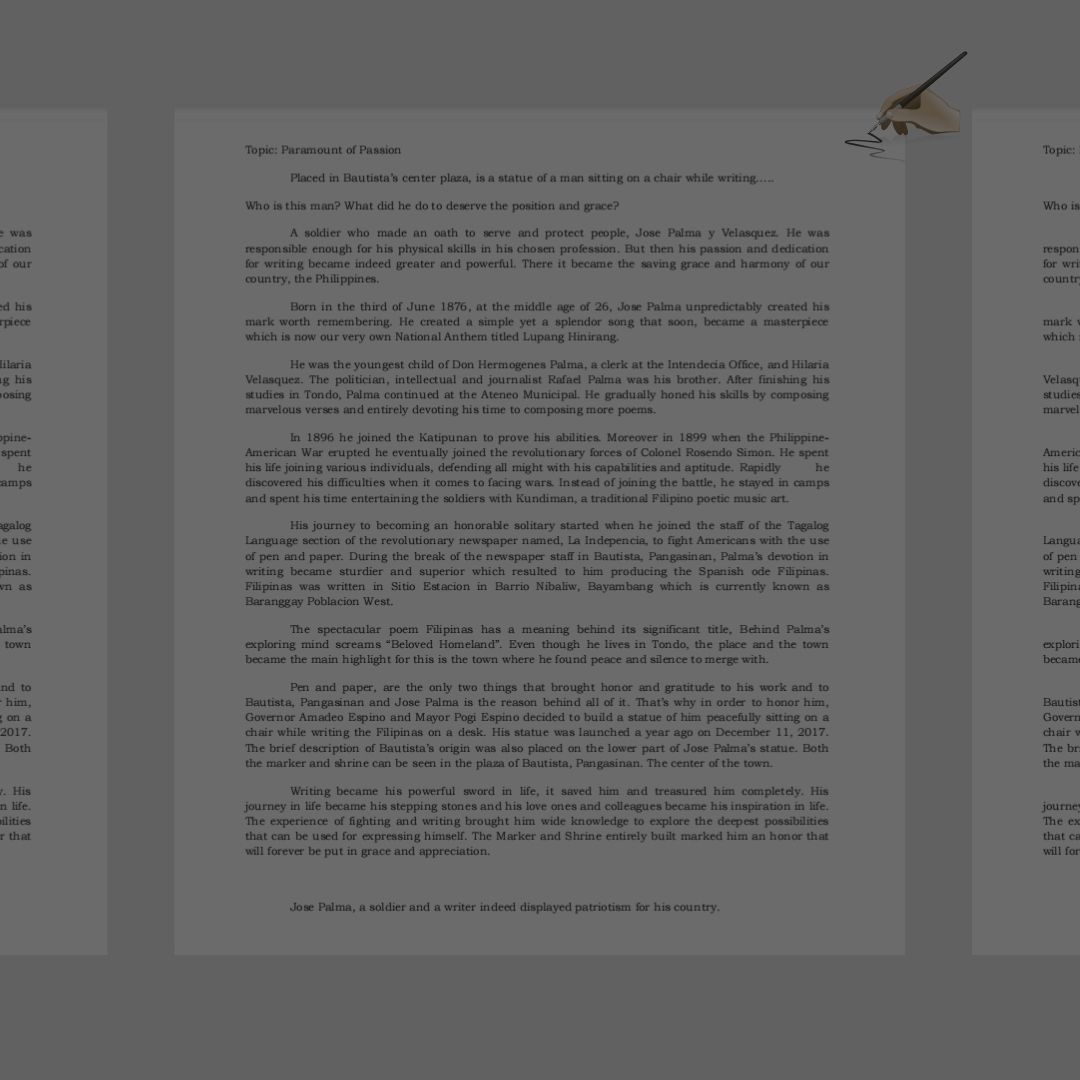 Topic: Paramount of Passion
Placed in Bautista's center plaza, is a statue of a man sitting on a chair while writing…..
Who is this man? What did he do to deserve the position and grace?
A soldier who made an oath to serve and protect people, Jose Palma y Velasquez. He was
responsible enough for his physical skills in his chosen profession. But then his passion and dedication
for writing became indeed greater and powerful. There it became the saving grace and harmony of our
country, the Philippines.
Born in the third of June 1876, at the middle age of 26, Jose Palma unpredictably created his
mark worth remembering. He created a simple yet a splendor song that soon, became a masterpiece
which is now our very own National Anthem titled Lupang Hinirang.
He was the youngest child of Don Hermogenes Palma, a clerk at the Intendecia Office, and Hilaria
Velasquez. The politician, intellectual and journalist Rafael Palma was his brother. After finishing his
studies in Tondo, Palma continued at the Ateneo Municipal. He gradually honed his skills by composing
marvelous verses and entirely devoting his time to composing more poems.
In 1896 he joined the Katipunan to prove his abilities. Moreover in 1899 when the Philippine-
American War erupted he eventually joined the revolutionary forces of Colonel Rosendo Simon. He spent
his life joining various individuals, defending all might with his capabilities and aptitude. Rapidly he
discovered his difficulties when it comes to facing wars. Instead of joining the battle, he stayed in camps
and spent his time entertaining the soldiers with Kundiman, a traditional Filipino poetic music art.
His journey to becoming an honorable solitary started when he joined the staff of the Tagalog
Language section of the revolutionary newspaper named, La Indepencia, to fight Americans with the use
of pen and paper. During the break of the newspaper staff in Bautista, Pangasinan, Palma's devotion in
writing became sturdier and superior which resulted to him producing the Spanish ode Filipinas.
Filipinas was written in Sitio Estacion in Barrio Nibaliw, Bayambang which is currently known as
Baranggay Poblacion West.
The spectacular poem Filipinas has a meaning behind its significant title, Behind Palma's
exploring mind screams "Beloved Homeland". Even though he lives in Tondo, the place and the town
became the main highlight for this is the town where he found peace and silence to merge with.
Pen and paper, are the only two things that brought honor and gratitude to his work and to
Bautista, Pangasinan and Jose Palma is the reason behind all of it. That's why in order to honor him,
Governor Amadeo Espino and Mayor Pogi Espino decided to build a statue of him peacefully sitting on a
chair while writing the Filipinas on a desk. His statue was launched a year ago on December 11, 2017.
The brief description of Bautista's origin was also placed on the lower part of Jose Palma's statue. Both
the marker and shrine can be seen in the plaza of Bautista, Pangasinan. The center of the town.
Writing became his powerful sword in life, it saved him and treasured him completely. His
journey in life became his stepping stones and his love ones and colleagues became his inspiration in life.
The experience of fighting and writing brought him wide knowledge to explore the deepest possibilities
that can be used for expressing himself. The Marker and Shrine entirely built marked him an honor that
will forever be put in grace and appreciation.
Jose Palma, a soldier and a writer indeed displayed patriotism for his country.